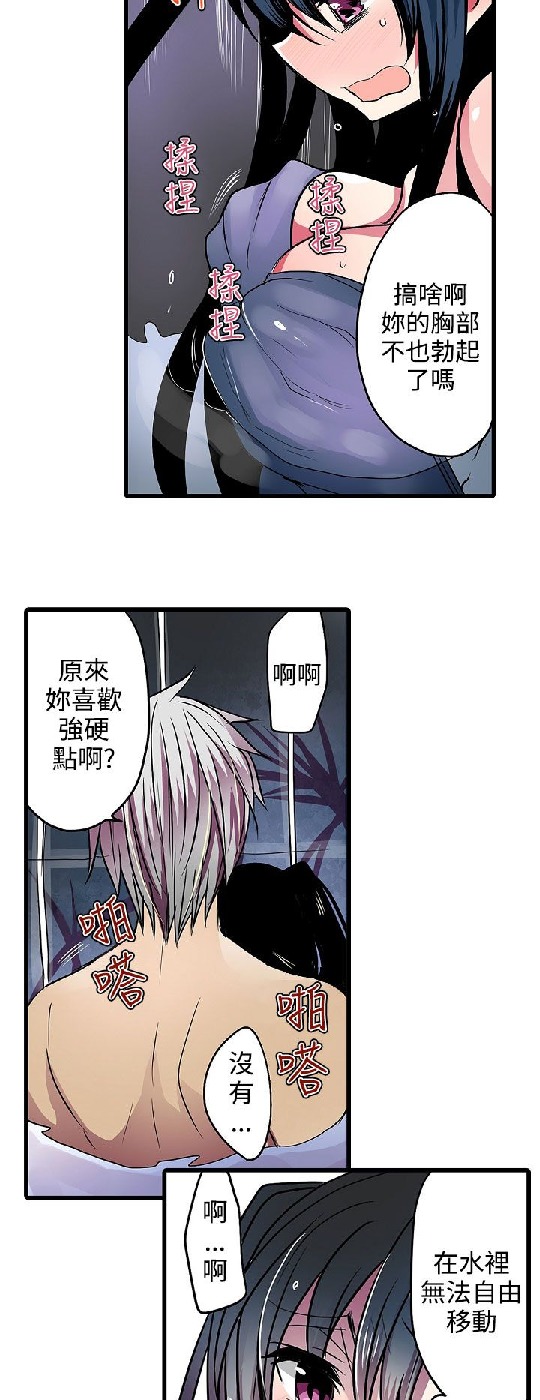 揉捏
揉捏
揉捏
搞啥啊
妳的胸部
不也勃起
了嗎
啊啊
原來
妳喜歡
強硬
點啊?
啪
嗒
啪
嗒
沒
有
…
啊
…
啊
在水裡
無法自由
移動